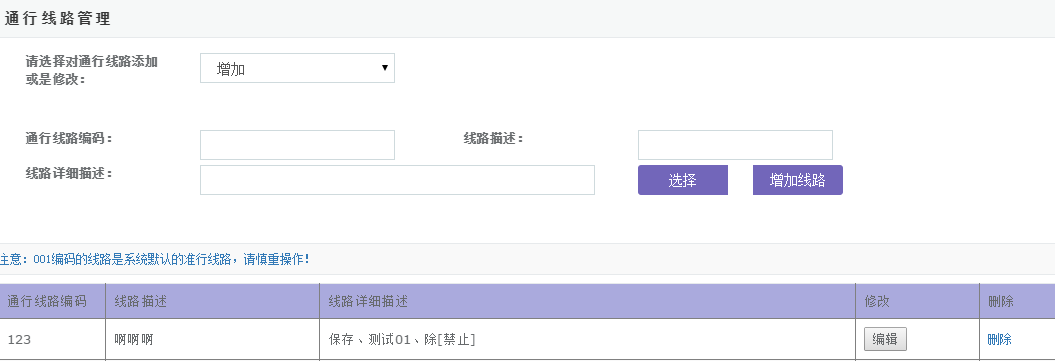 通行线路管理
请选择对通行线路添加
或是修改：
增加
通行线路编码：
线路描述：
线路详细描述：
选择
增加线路
注意：001编码的线路是系统默认的准行线路，请慎重操作！
通行线路编码 线路描述 线路详细描述 修改 删除
123 啊啊啊 保存、测试01、除[禁止] 编辑 删除